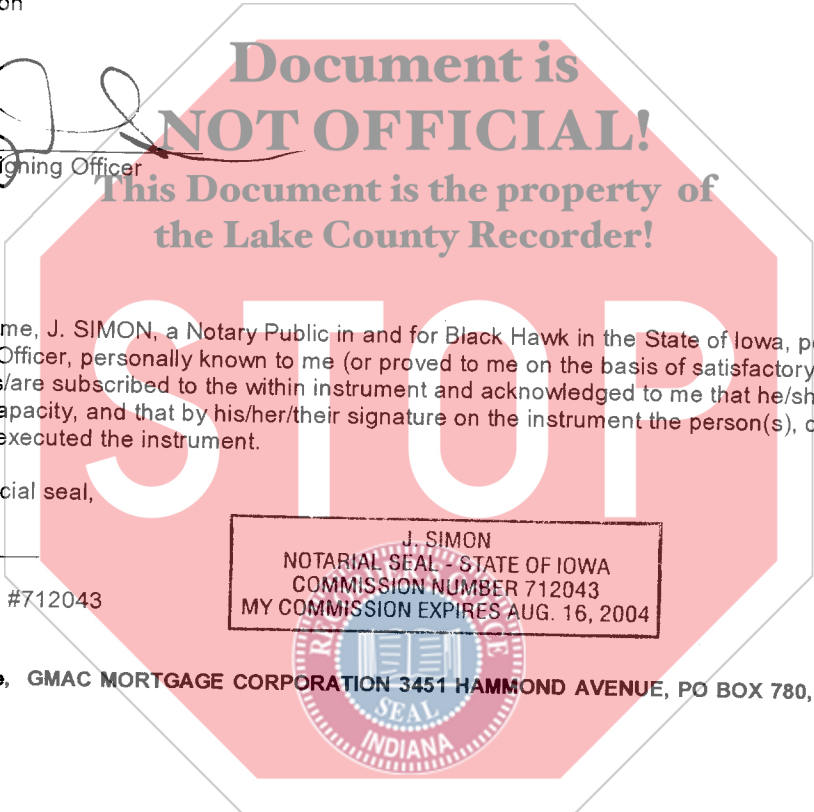 on
Document is
NOT OFFICIAL!
igning Officer
This Document is the property of
the Lake County Recorder!
me, J. SIMON, a Notary Public in and for Black Hawk in the State of Iowa, p
Officer, personally known to me (or proved to me on the basis of satisfactory
s/are subscribed to the within instrument and acknowledged to me that he/sh
apacity, and that by his/her/their signature on the instrument the person(s), o
executed the instrument.
STOP
cial seal,
J. SIMON
NOTARIAL SEAL - STATE OF IOWA
COMMISSION NUMBER 712043
MY COMMISSION EXPIRES AUG. 16, 2004
#712043
RECORDER'S OFFICE
e, GMAC MORTGAGE CORPORATION 3451 HAMMOND AVENUE, PO BOX 780,
SEAL
INDIANA